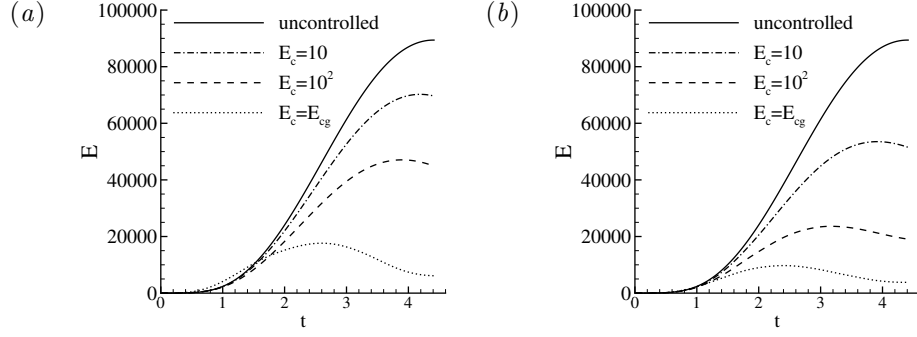 (a)
100000
80000
60000
40000
20000
0
E
0 1 2 3 4
t
uncontrolled
E_c=10
E_c=10^2
E_c=E_cg
(b)
100000
80000
60000
40000
20000
0
E
0 1 2 3 4
t
uncontrolled
E_c=10
E_c=10^2
E_c=E_cg